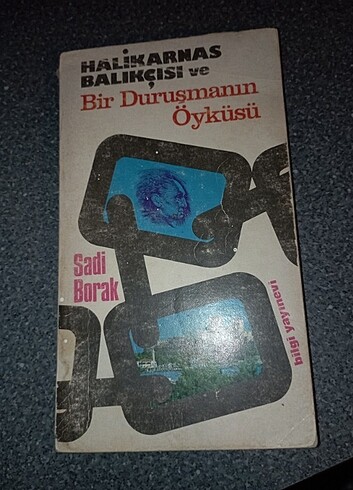 HALİKARNAS
BALIKÇISI ve
Bir Duruşmanın
Öyküsü
Sadi
Borak
bilgi yayınevi